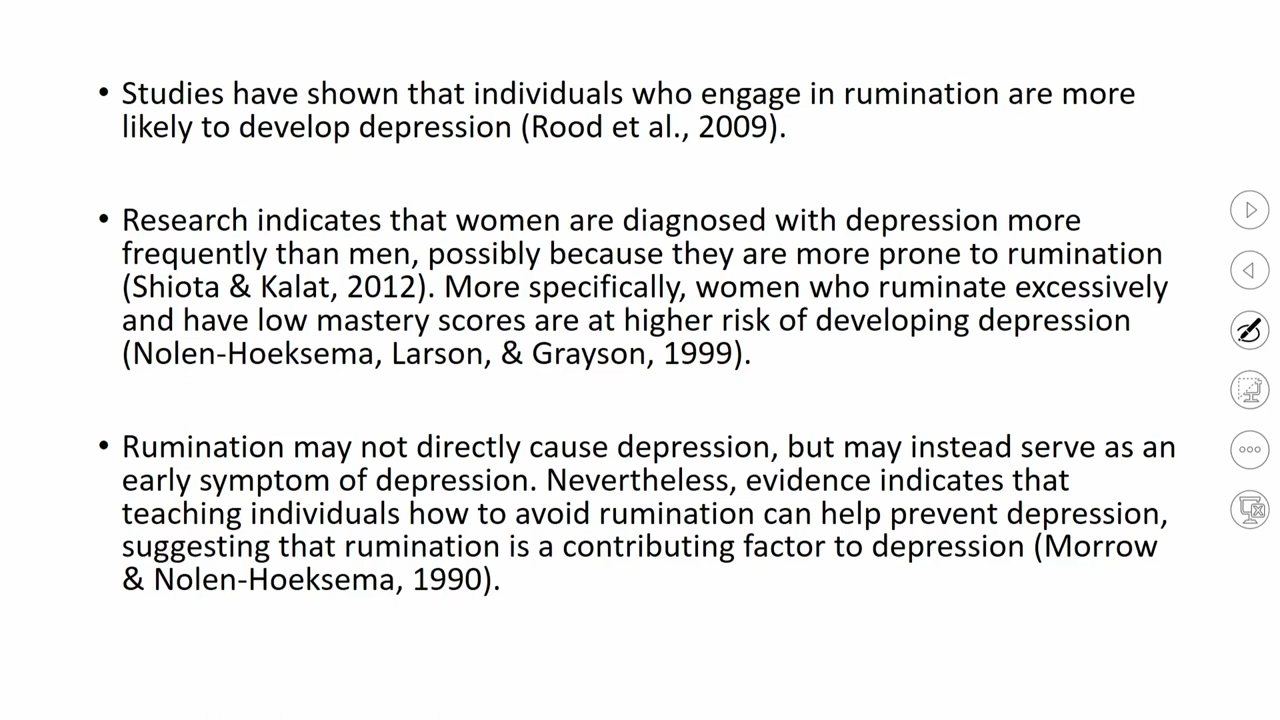 • Studies have shown that individuals who engage in rumination are more
likely to develop depression (Rood et al., 2009).
• Research indicates that women are diagnosed with depression more
frequently than men, possibly because they are more prone to rumination
(Shiota & Kalat, 2012). More specifically, women who ruminate excessively
and have low mastery scores are at higher risk of developing depression
(Nolen-Hoeksema, Larson, & Grayson, 1999).
• Rumination may not directly cause depression, but may instead serve as an
early symptom of depression. Nevertheless, evidence indicates that
teaching individuals how to avoid rumination can help prevent depression,
suggesting that rumination is a contributing factor to depression (Morrow
& Nolen-Hoeksema, 1990).